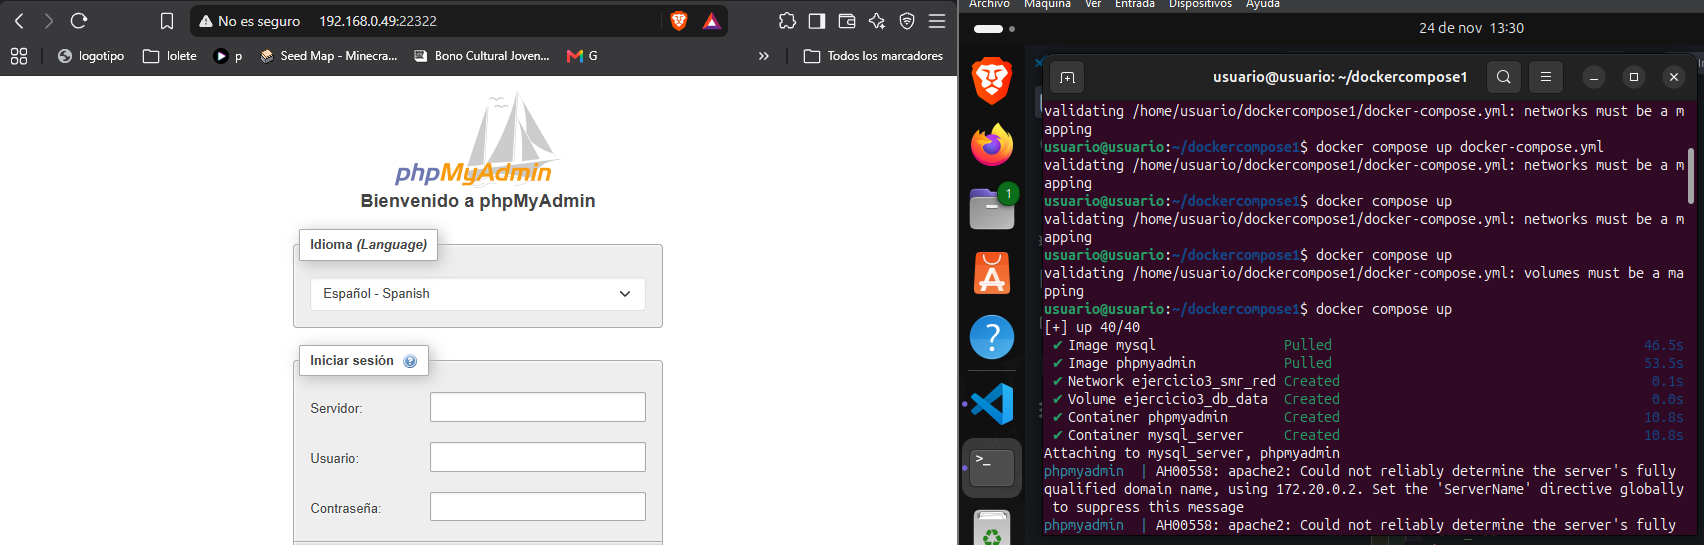 No es seguro 192.168.0.49:22322
logotipo lolete p Seed Map - Minecra... Bono Cultural Joven... G » Todos los marcadores
phpMyAdmin
Bienvenido a phpMyAdmin
Idioma (Language)
Español - Spanish
Iniciar sesión
Servidor:
Usuario:
Contraseña:
Archivo Máquina Ver Entrada Dispositivos Ayuda
24 de nov 13:30
1
usuario@usuario: ~/dockercompose1
validating /home/usuario/dockercompose1/docker-compose.yml: networks must be a m
apping
usuario@usuario:~/dockercompose1$ docker compose up docker-compose.yml
validating /home/usuario/dockercompose1/docker-compose.yml: networks must be a m
apping
usuario@usuario:~/dockercompose1$ docker compose up
validating /home/usuario/dockercompose1/docker-compose.yml: networks must be a m
apping
usuario@usuario:~/dockercompose1$ docker compose up
validating /home/usuario/dockercompose1/docker-compose.yml: volumes must be a ma
pping
usuario@usuario:~/dockercompose1$ docker compose up
[+] up 40/40
✔ Image mysql Pulled 46.5s
✔ Image phpmyadmin Pulled 53.5s
✔ Network ejercicio3_smr_red Created 0.1s
✔ Volume ejercicio3_db_data Created 0.0s
✔ Container phpmyadmin Created 10.8s
✔ Container mysql_server Created 10.8s
Attaching to mysql_server, phpmyadmin
phpmyadmin | AH00558: apache2: Could not reliably determine the server's fully
qualified domain name, using 172.20.0.2. Set the 'ServerName' directive globally
to suppress this message
phpmyadmin | AH00558: apache2: Could not reliably determine the server's fully